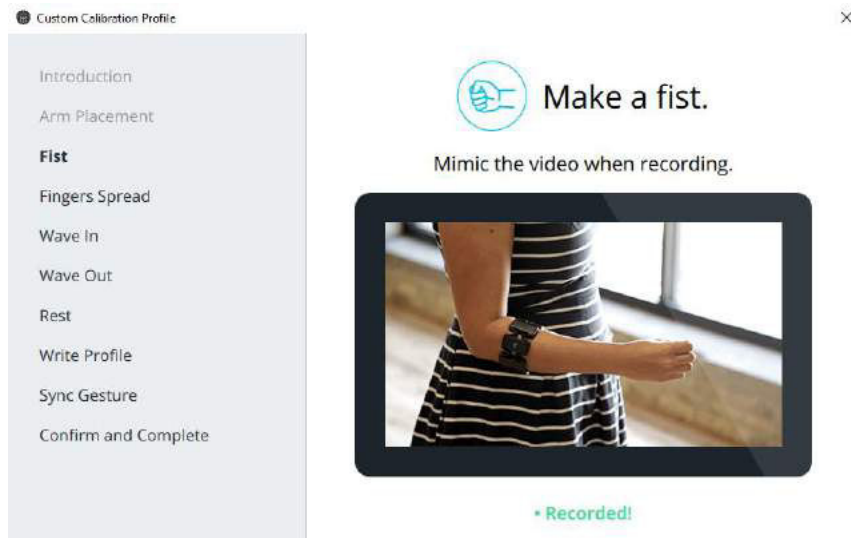 Custom Calibration Profile
Introduction
Arm Placement
Fist
Fingers Spread
Wave In
Wave Out
Rest
Write Profile
Sync Gesture
Confirm and Complete
Make a fist.
Mimic the video when recording.
• Recorded!